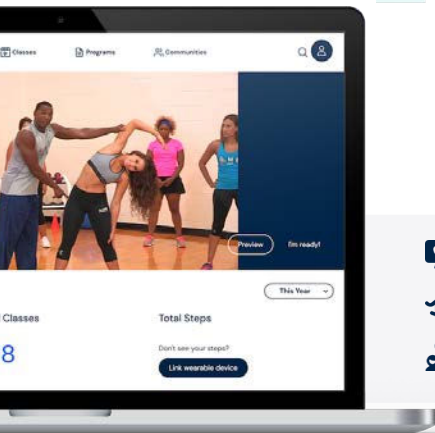 Classes Programs Communities
Preview I'm ready!
This Year
Classes Total Steps
8 Don't see your steps?
Link wearable device